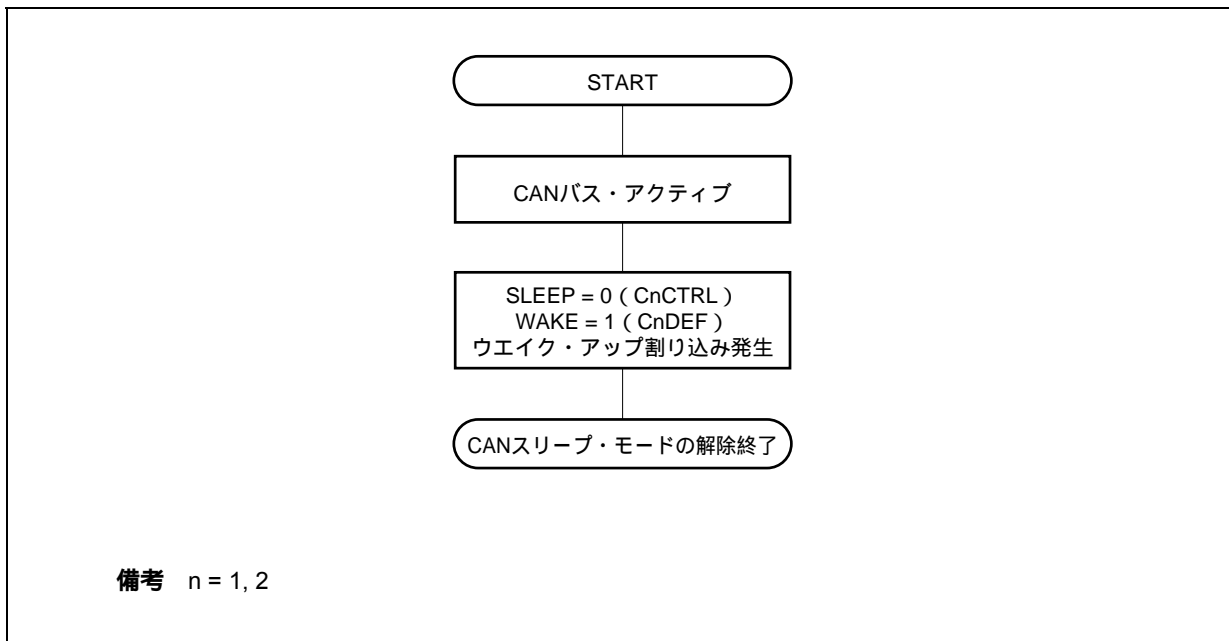 START
CANバス・アクティブ
SLEEP = 0 ( CnCTRL )
WAKE = 1 ( CnDEF )
ウエイク・アップ割り込み発生
CANスリープ・モードの解除終了
備考 n = 1, 2